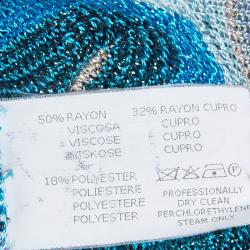 50% RAYON 32% RAYON CUPRO
VISCOSA CUPRO
VISCOSE CUPRO
VISKOSE CUPRO
18% POLYESTER
POLIESTERE PROFESSIONALLY
POLYESTER DRY CLEAN
POLYESTER PERCHLORETHYLENE
STEAM ONLY